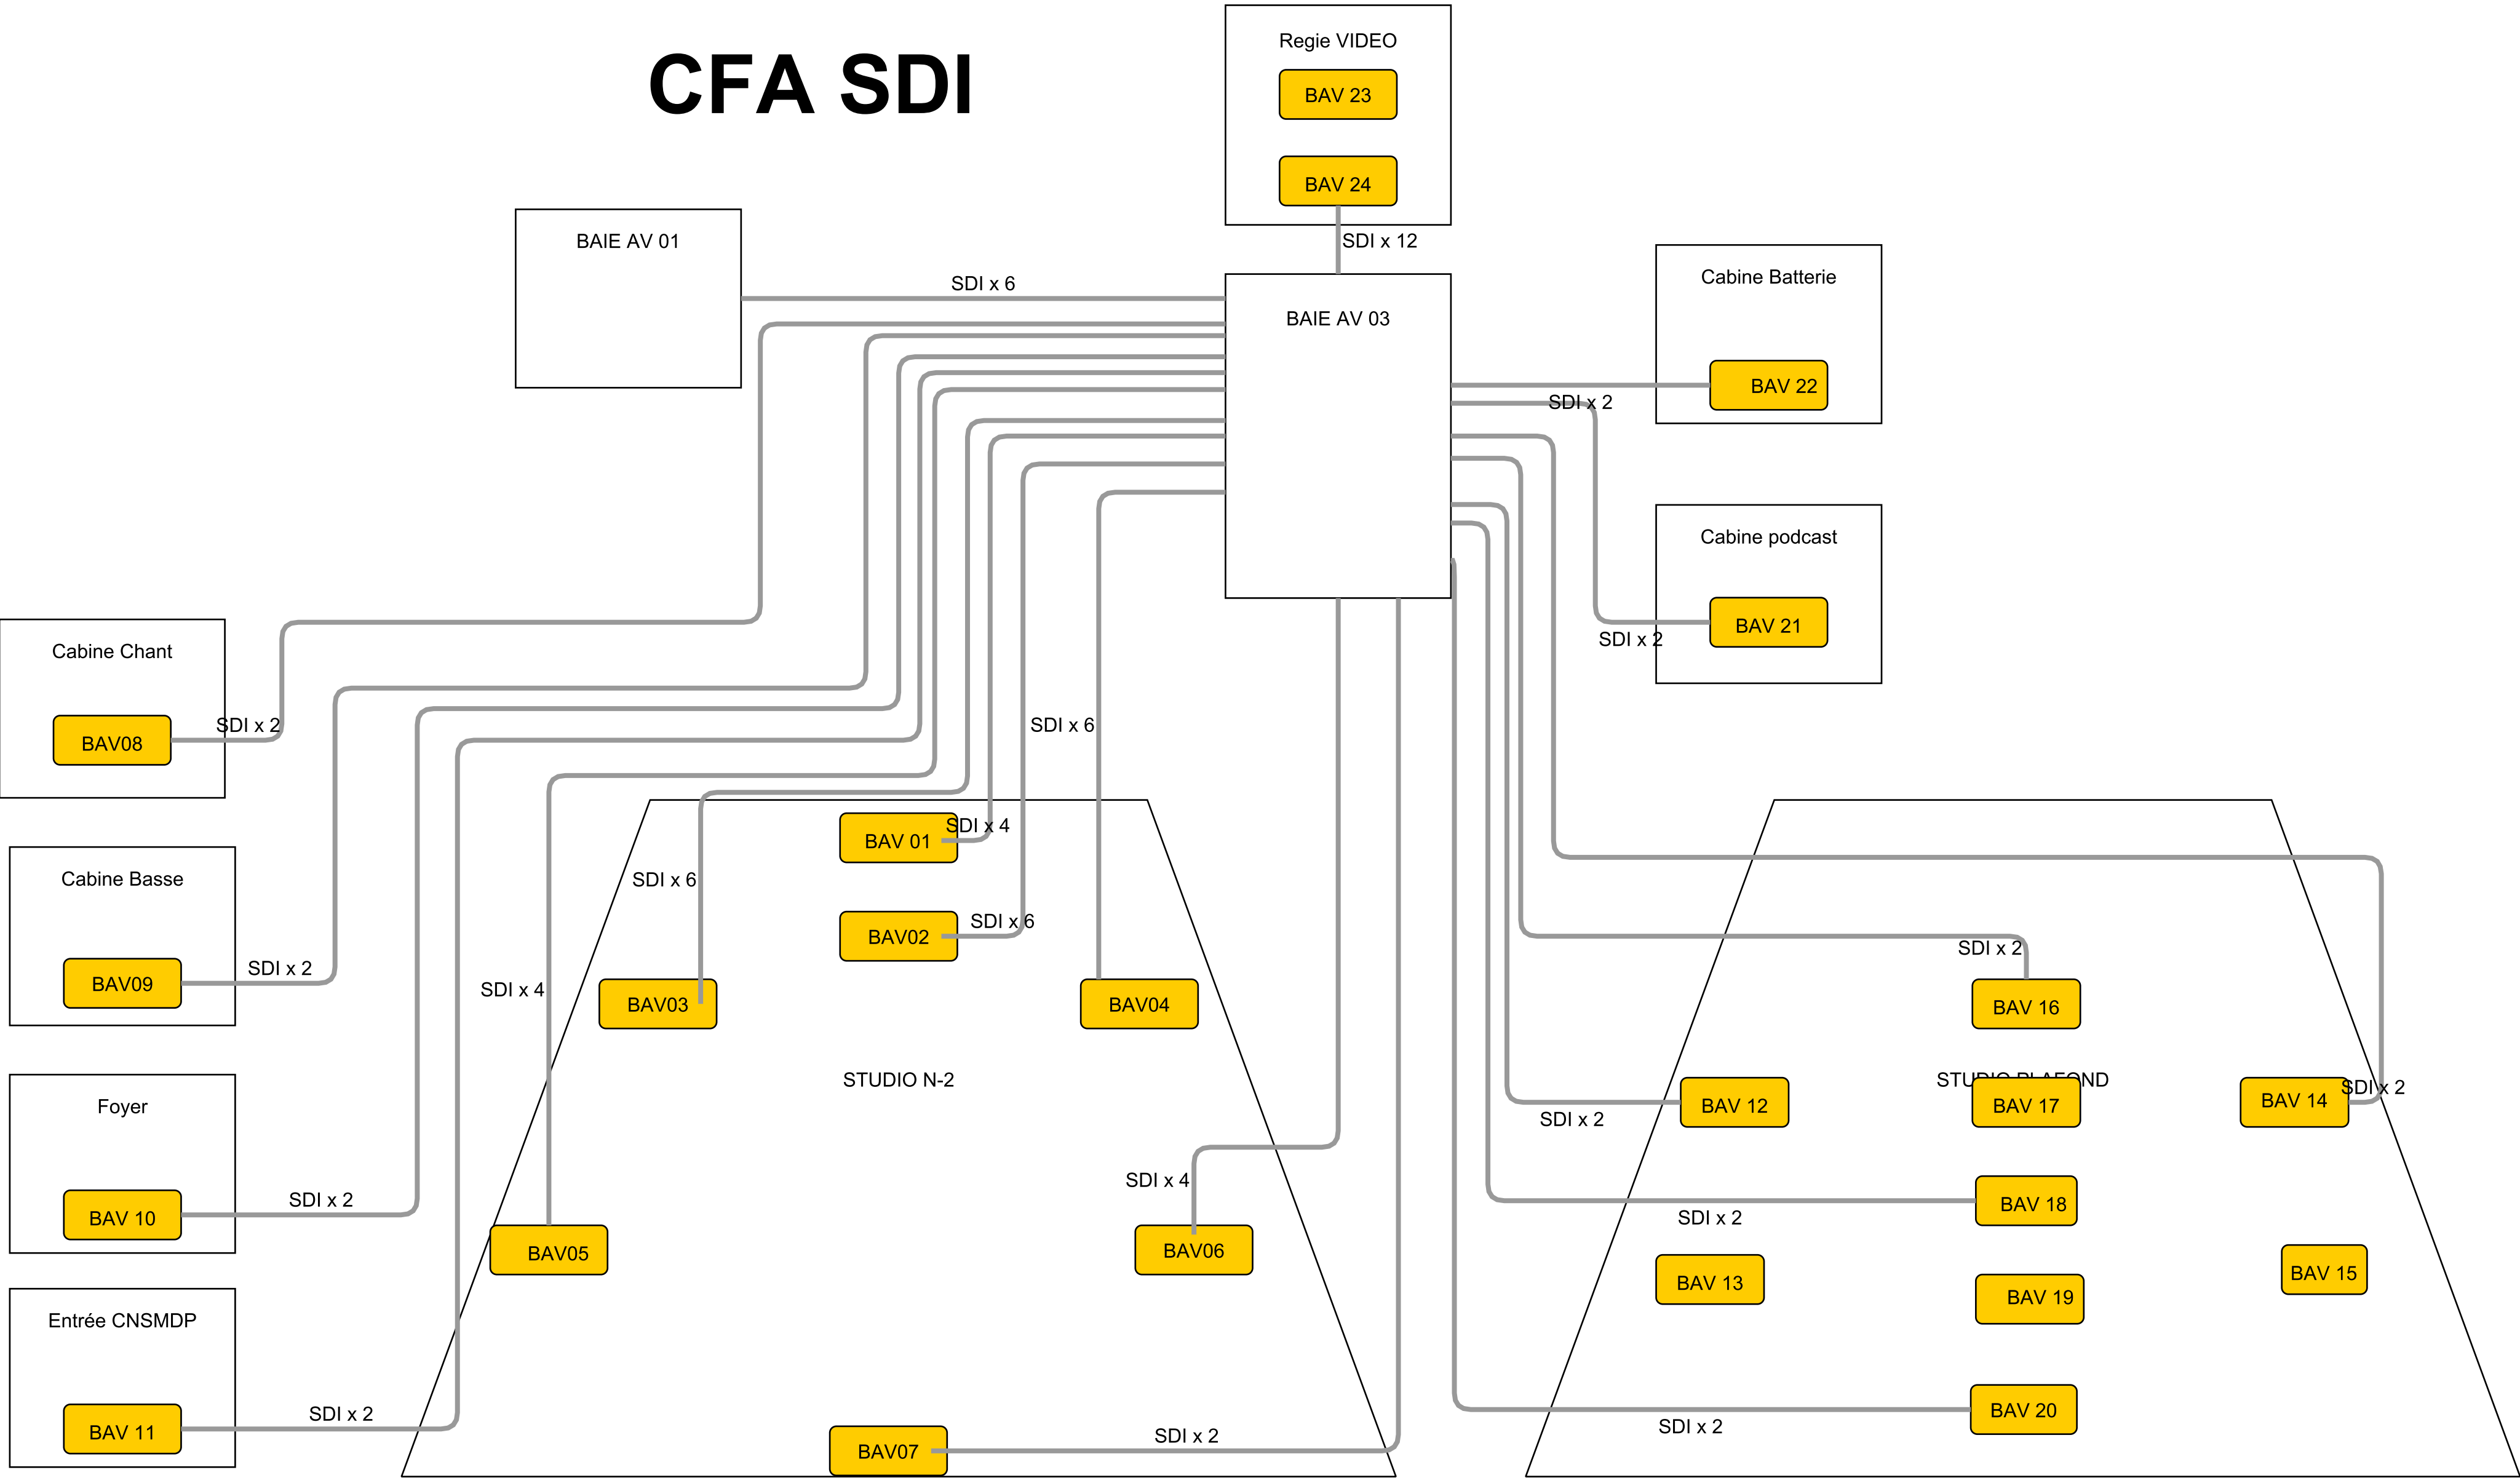 CFA SDI
Regie VIDEO
BAV 23
BAV 24
SDI x 12
BAIE AV 01
SDI x 6
BAIE AV 03
Cabine Batterie
BAV 22
SDI x 2
Cabine podcast
BAV 21
SDI x 2
Cabine Chant
SDI x 2
BAV08
SDI x 6
Cabine Basse
SDI x 2
BAV09
Foyer
SDI x 2
BAV 10
Entrée CNSMDP
SDI x 2
BAV 11
SDI x 4
BAV 01
SDI x 6
SDI x 6
BAV02
SDI x 4
BAV03
BAV04
STUDIO N-2
SDI x 4
BAV05
BAV06
SDI x 2
BAV07
SDI x 2
BAV 16
STUDIO PLAFOND
BAV 12
BAV 17
BAV 14
SDI x 2
SDI x 2
BAV 18
SDI x 2
BAV 13
BAV 19
BAV 15
BAV 20
SDI x 2